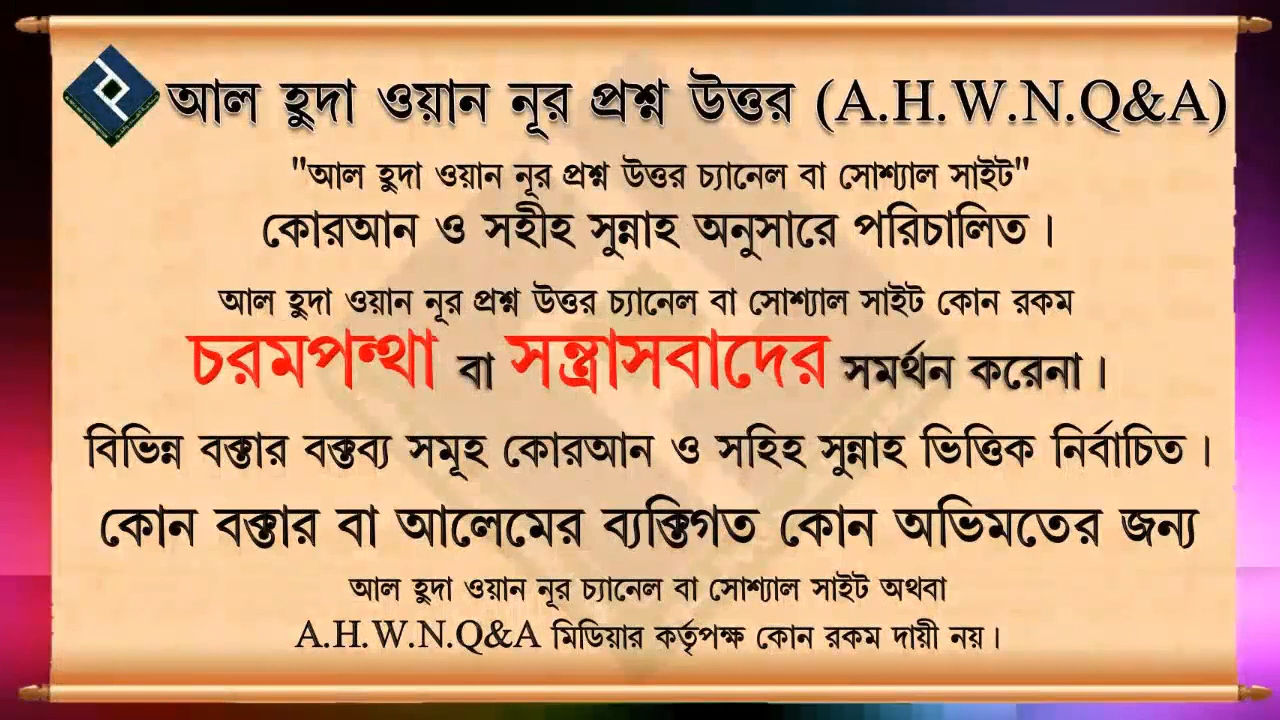 আল হুদা ওয়ান নূর প্রশ্ন উত্তর (A.H.W.N.Q&A)
"আল হুদা ওয়ান নূর প্রশ্ন উত্তর চ্যানেল বা সোশ্যাল সাইট"
কোরআন ও সহীহ সুন্নাহ অনুসারে পরিচালিত।
আল হুদা ওয়ান নূর প্রশ্ন উত্তর চ্যানেল বা সোশ্যাল সাইট কোন রকম
চরমপন্থা বা সন্ত্রাসবাদের সমর্থন করেনা।
বিভিন্ন বক্তার বক্তব্য সমূহ কোরআন ও সহিহ সুন্নাহ ভিত্তিক নির্বাচিত।
কোন বক্তার বা আলেমের ব্যক্তিগত কোন অভিমতের জন্য
আল হুদা ওয়ান নূর চ্যানেল বা সোশ্যাল সাইট অথবা
A.H.W.N.Q&A মিডিয়ার কর্তৃপক্ষ কোন রকম দায়ী নয়।